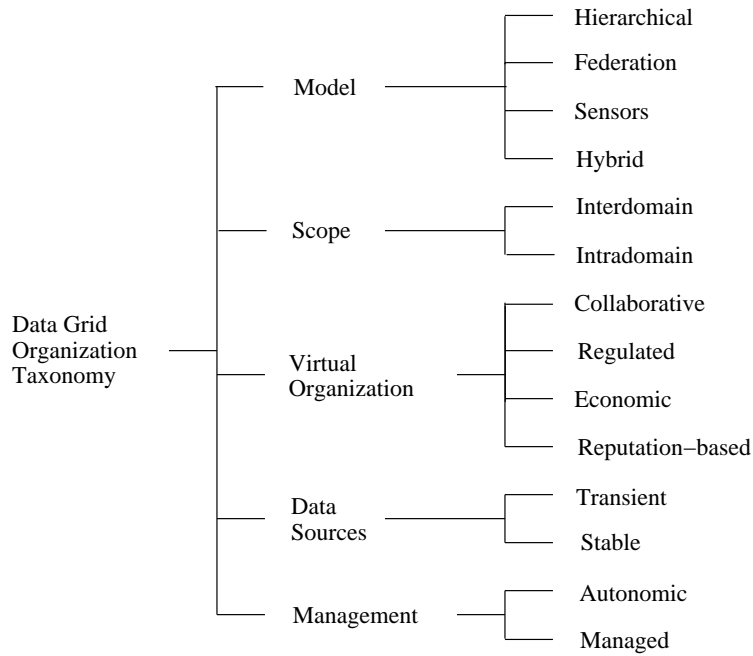 Data Grid
Organization
Taxonomy
Model
Hierarchical
Federation
Sensors
Hybrid
Scope
Interdomain
Intradomain
Virtual
Organization
Collaborative
Regulated
Economic
Reputation−based
Data
Sources
Transient
Stable
Management
Autonomic
Managed